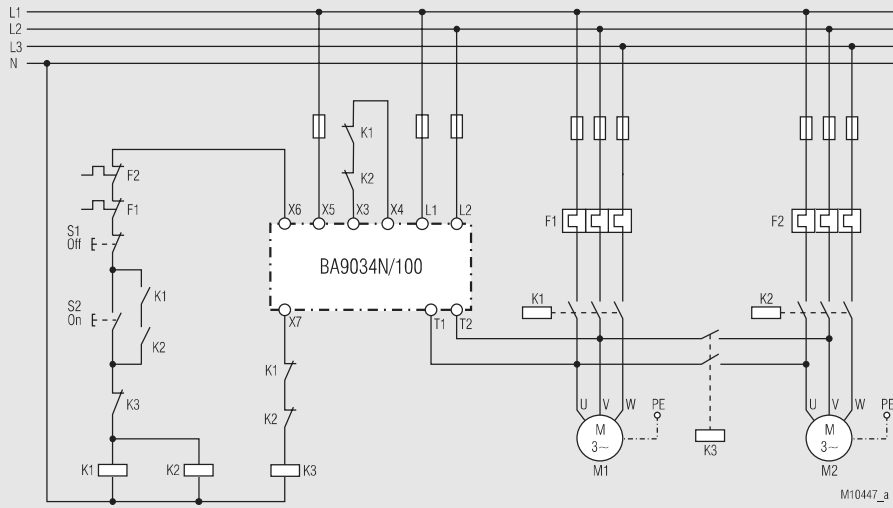 L1
L2
L3
N
F2
F1
S1
Off
S2
On
K1
K2
K3
K1
K2
K3
K1
K2
X6
X5
X3
X4
L1
L2
BA9034N/100
X7
T1
T2
K1
K2
F1
F2
K1
K2
K3
U
V
W
PE
M
3~
M1
U
V
W
PE
M
3~
M2
M10447_a